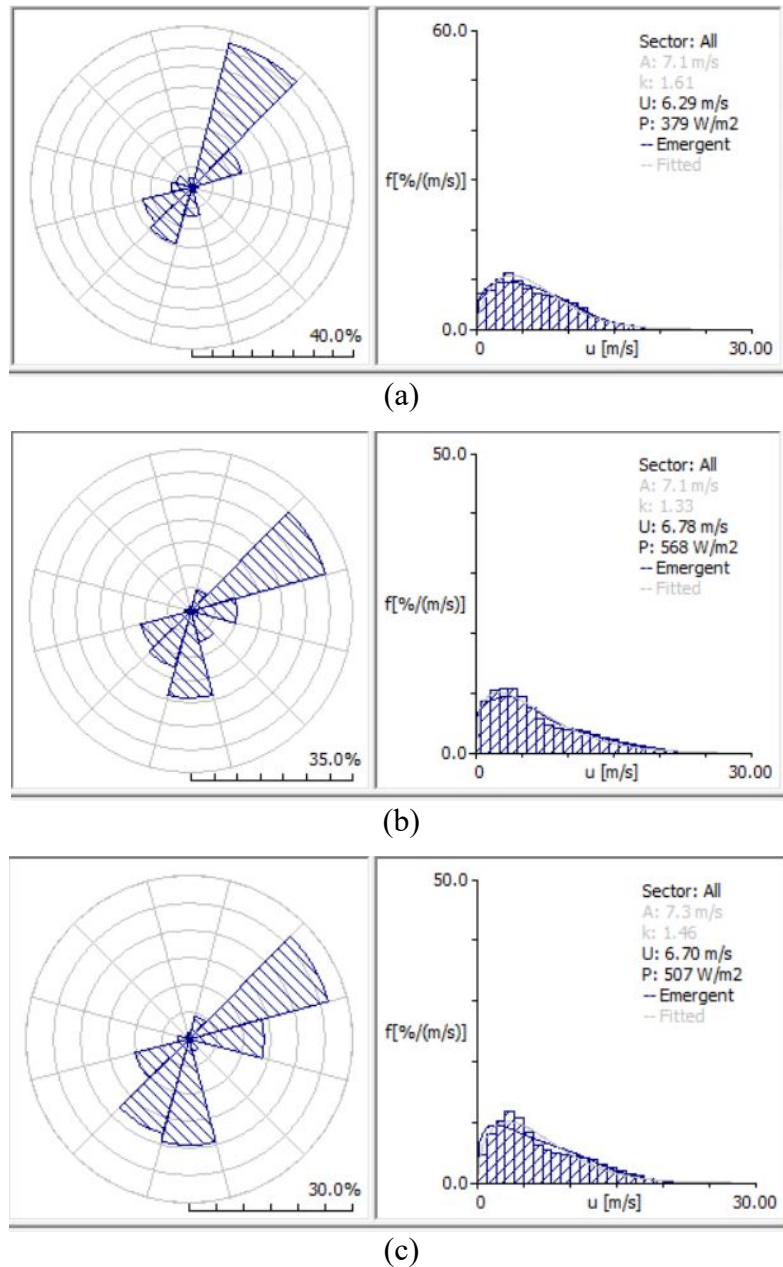 60.0
Sector: All
A: 7.1 m/s
k: 1.61
U: 6.29 m/s
P: 379 W/m2
-- Emergent
-- Fitted
f[%/(m/s)]
40.0%
0.0
0
u [m/s]
30.00
(a)
50.0
Sector: All
A: 7.1 m/s
k: 1.33
U: 6.78 m/s
P: 568 W/m2
-- Emergent
-- Fitted
f[%/(m/s)]
35.0%
0.0
0
u [m/s]
30.00
(b)
50.0
Sector: All
A: 7.3 m/s
k: 1.46
U: 6.70 m/s
P: 507 W/m2
-- Emergent
-- Fitted
f[%/(m/s)]
30.0%
0.0
0
u [m/s]
30.00
(c)